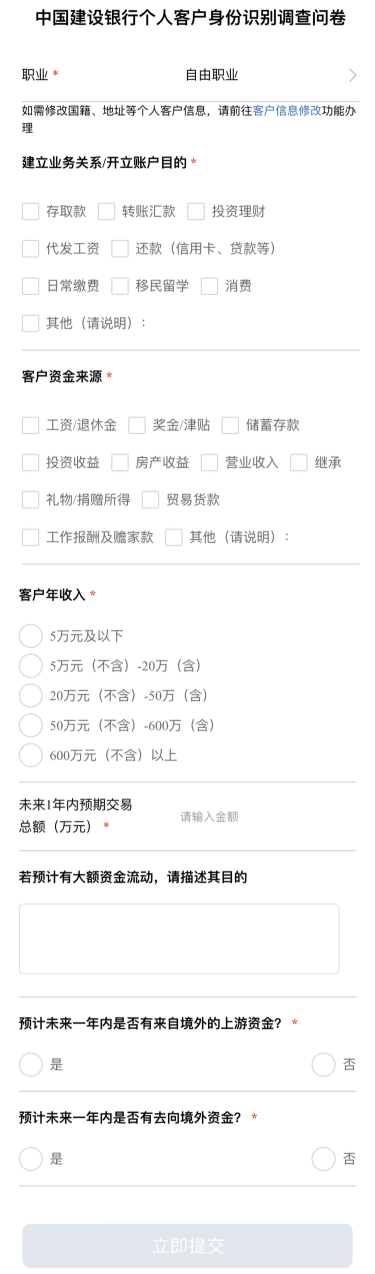 中国建设银行个人客户身份识别调查问卷
职业 * 自由职业
如需修改国籍、地址等个人客户信息，请前往客户信息修改功能办
理
建立业务关系/开立账户目的 *
存取款 转账汇款 投资理财
代发工资 还款（信用卡、贷款等）
日常缴费 移民留学 消费
其他（请说明）：
客户资金来源 *
工资/退休金 奖金/津贴 储蓄存款
投资收益 房产收益 营业收入 继承
礼物/捐赠所得 贸易货款
工作报酬及赡家款 其他（请说明）：
客户年收入 *
5万元及以下
5万元（不含）-20万（含）
20万元（不含）-50万（含）
50万元（不含）-600万（含）
600万元（不含）以上
未来1年内预期交易
总额（万元） * 请输入金额
若预计有大额资金流动，请描述其目的
预计未来一年内是否有来自境外的上游资金？ *
是 否
预计未来一年内是否有去向境外资金？ *
是 否
立即提交